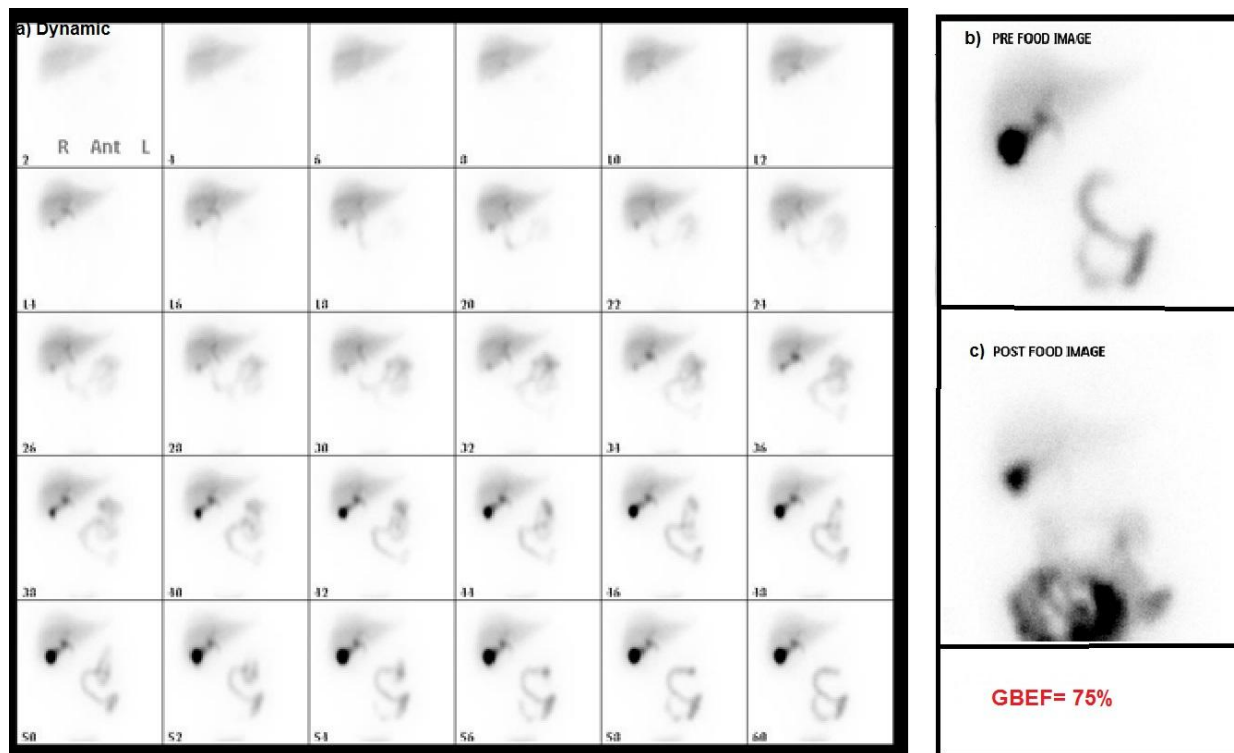 a) Dynamic
R Ant L
2 4 6 8 10 12
14 16 18 20 22 24
26 28 30 32 34 36
38 40 42 44 46 48
50 52 54 56 58 60
b) PRE FOOD IMAGE
c) POST FOOD IMAGE
GBEF= 75%